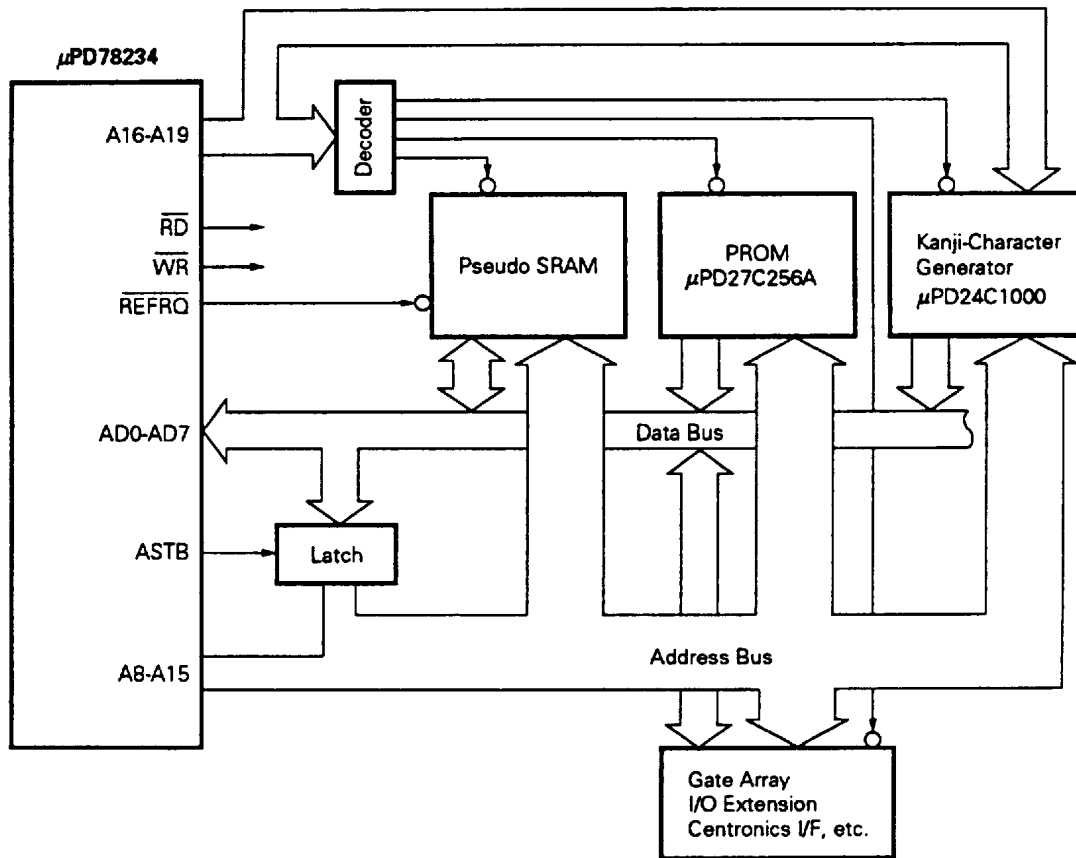 μPD78234
A16-A19
Decoder
RD
WR
REFRQ
Pseudo SRAM
PROM
μPD27C256A
Kanji-Character
Generator
μPD24C1000
AD0-AD7
Data Bus
ASTB
Latch
A8-A15
Address Bus
Gate Array
I/O Extension
Centronics I/F, etc.